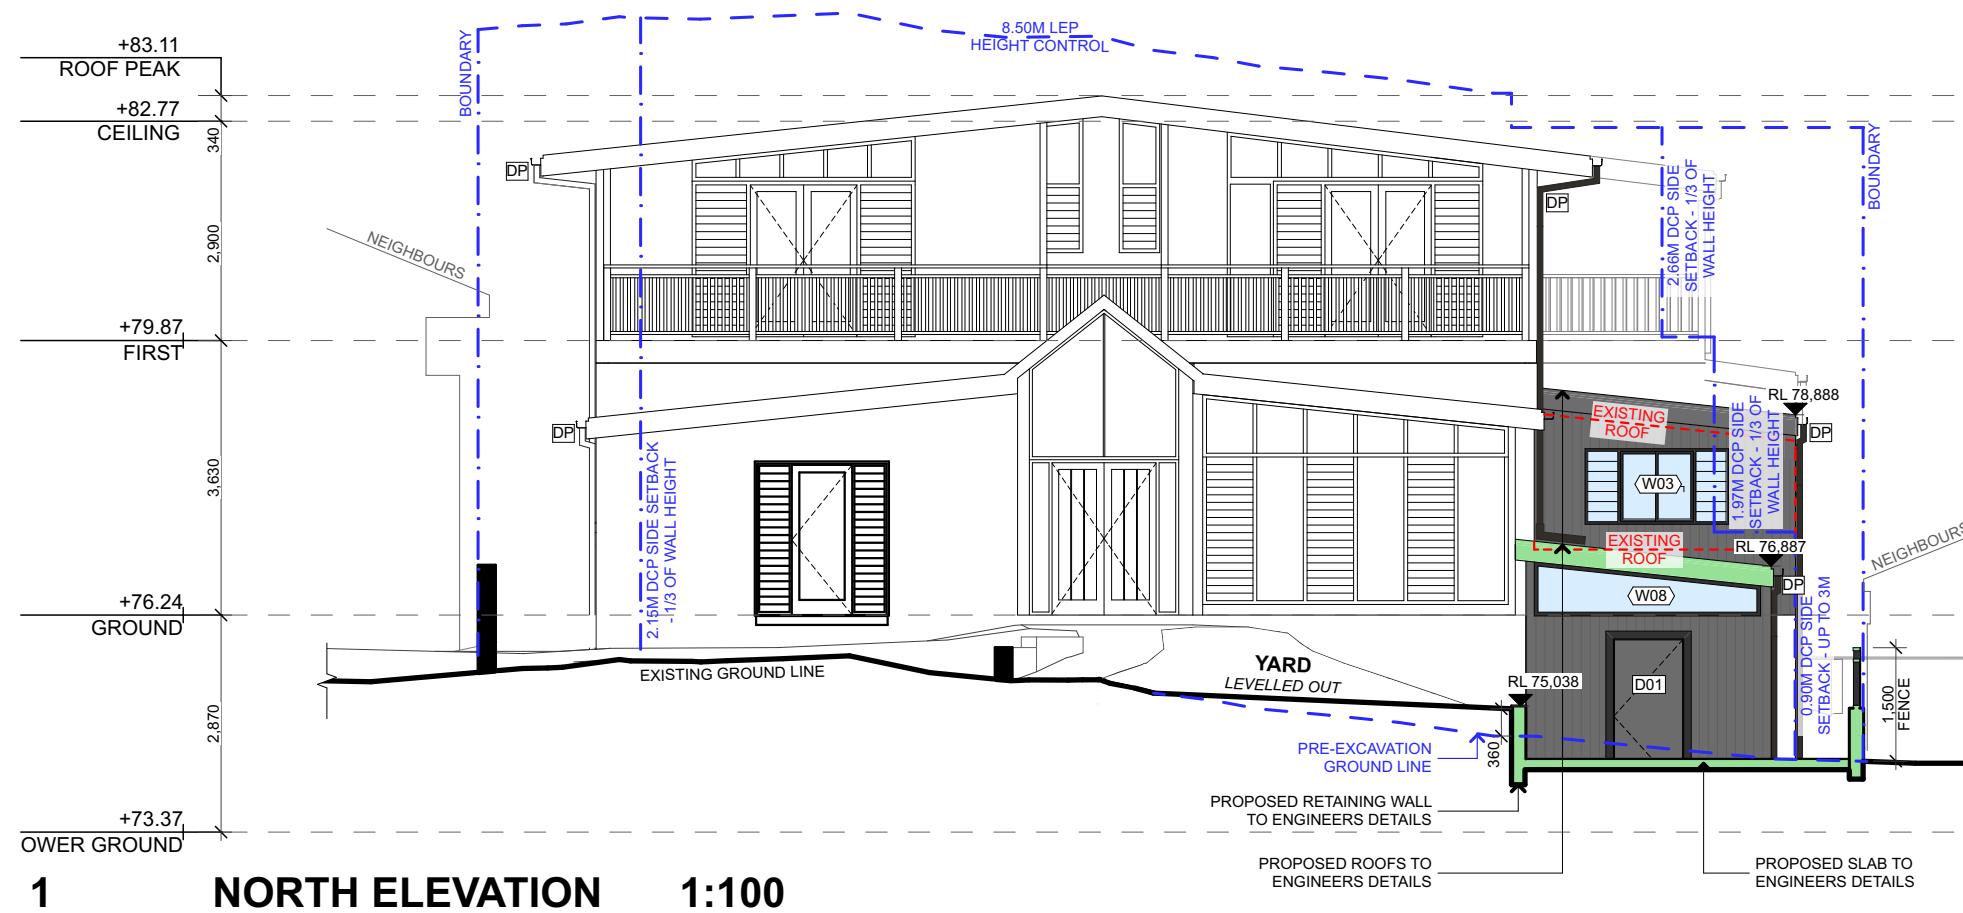 8.50M LEP
HEIGHT CONTROL
BOUNDARY
BOUNDARY
+83.11
ROOF PEAK
+82.77
CEILING
340
2,900
+79.87
FIRST
3,630
+76.24
GROUND
2,870
+73.37
OWER GROUND
NEIGHBOURS
DP
DP
DP
DP
DP
2.15M DCP SIDE SETBACK
-1/3 OF WALL HEIGHT
2.66M DCP SIDE
SETBACK - 1/3 OF
WALL HEIGHT
1.97M DCP SIDE
SETBACK - 1/3 OF
WALL HEIGHT
0.90M DCP SIDE
SETBACK - UP TO 3M
RL 78,888
EXISTING
ROOF
W03
EXISTING
ROOF
RL 76,887
W08
D01
NEIGHBOURS
EXISTING GROUND LINE
YARD
LEVELLED OUT
RL 75,038
360
1,500
FENCE
PRE-EXCAVATION
GROUND LINE
PROPOSED RETAINING WALL
TO ENGINEERS DETAILS
PROPOSED ROOFS TO
ENGINEERS DETAILS
PROPOSED SLAB TO
ENGINEERS DETAILS
1 NORTH ELEVATION 1:100